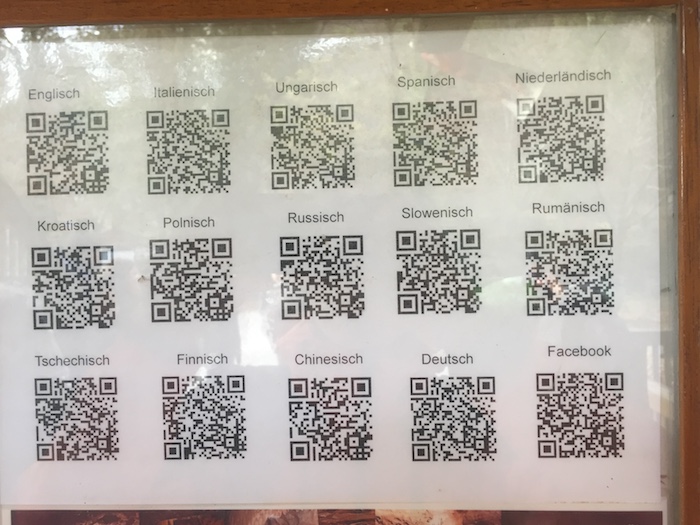 Englisch Italienisch Ungarisch Spanisch Niederländisch
Kroatisch Polnisch Russisch Slowenisch Rumänisch
Tschechisch Finnisch Chinesisch Deutsch Facebook